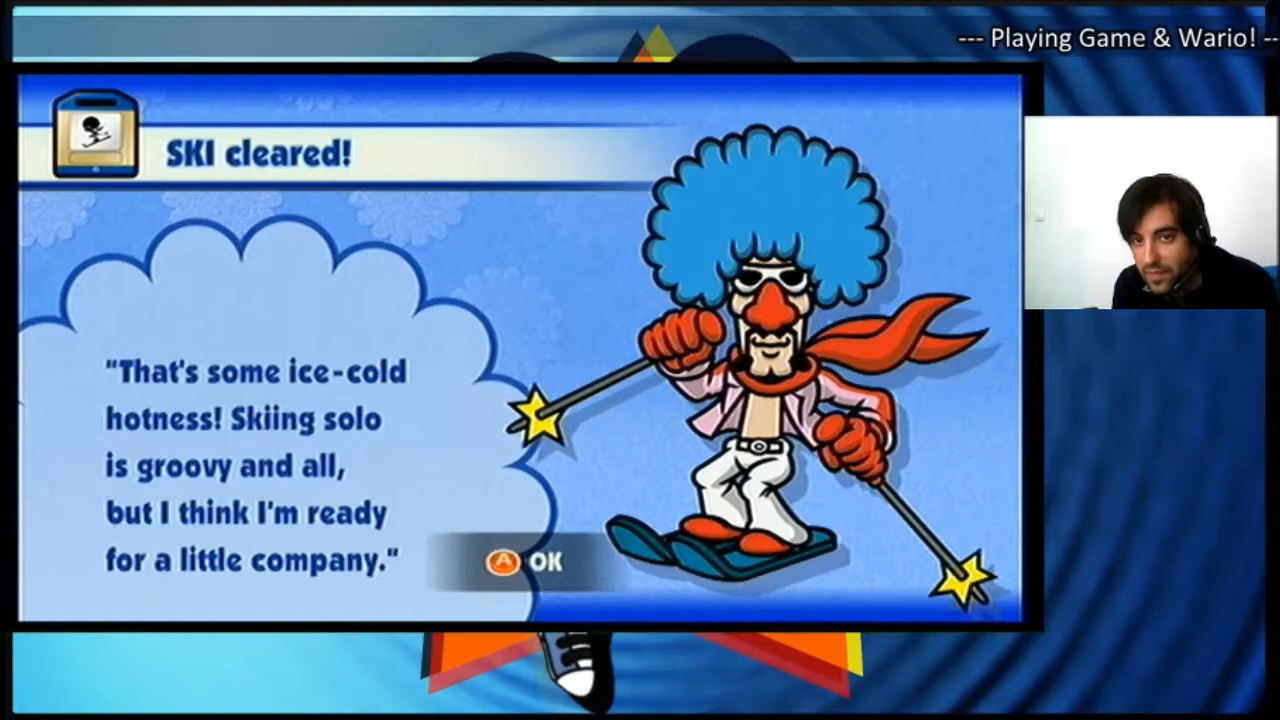 --- Playing Game & Wario! --
SKI cleared!
"That's some ice-cold
hotness! Skiing solo
is groovy and all,
but I think I'm ready
for a little company."
A OK